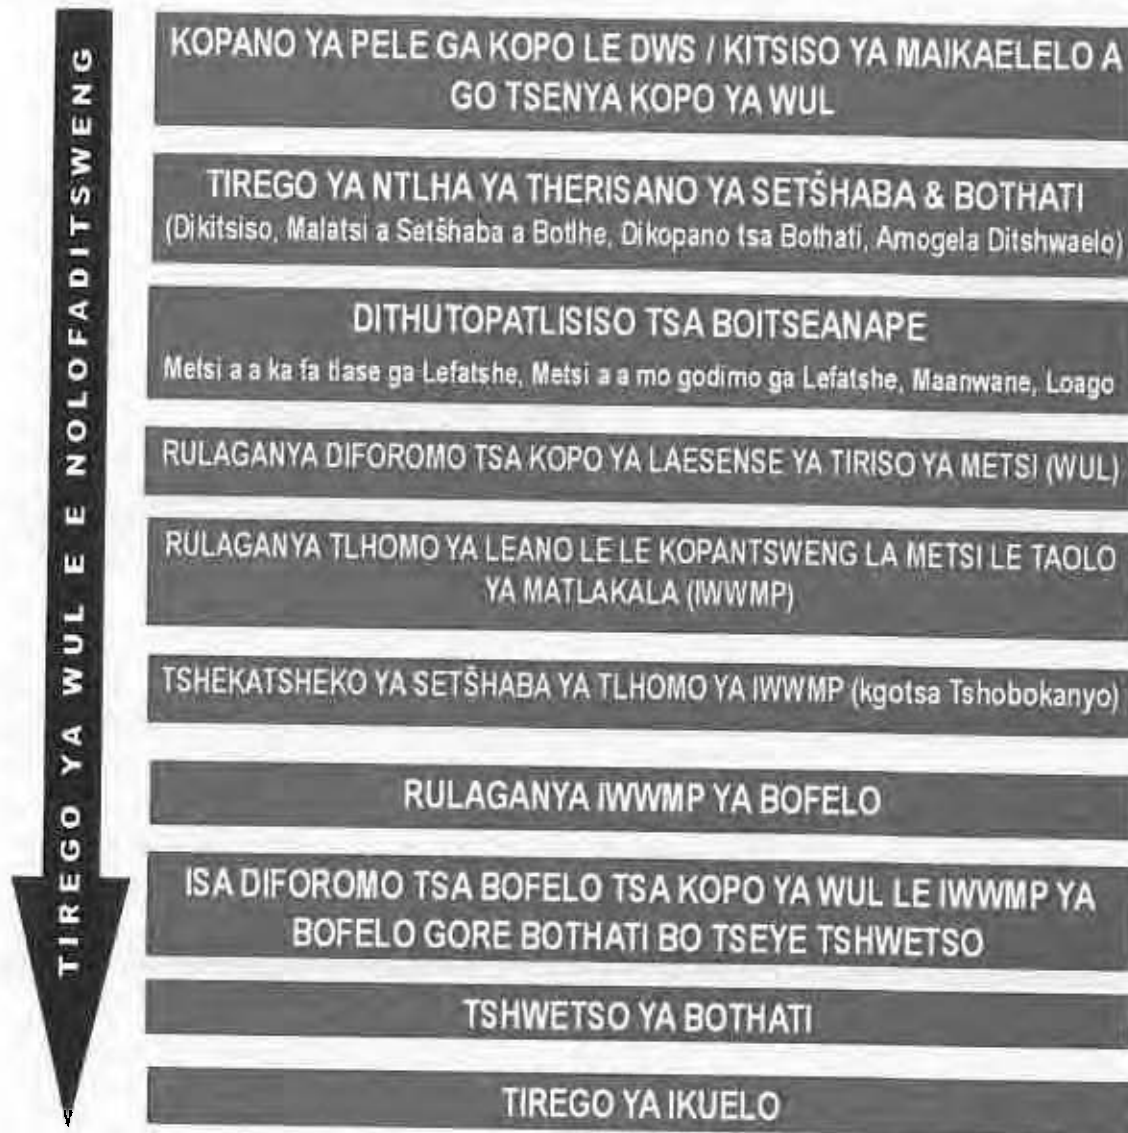 TIREGO YA WUL E E NOLOFADITSWENG
KOPANO YA PELE GA KOPO LE DWS / KITSISO YA MAIKAELELO A
GO TSENYA KOPO YA WUL
TIREGO YA NTLHA YA THERISANO YA SETŠHABA & BOTHATI
(Dikitsiso, Malatsi a Setšhaba a Botlhe, Dikopano tsa Bothati, Amogela Ditshwaelo)
DITHUTOPATLISISO TSA BOITSEANAPE
Metsi a a ka fa tlase ga Lefatshe, Metsi a a mo godimo ga Lefatshe, Maanwane, Loago
RULAGANYA DIFOROMO TSA KOPO YA LAESENSE YA TIRISO YA METSI (WUL)
RULAGANYA TLHOMO YA LEANO LE LE KOPANTSWENG LA METSI LE TAOLO
YA MATLAKALA (IWWMP)
TSHEKATSHEKO YA SETŠHABA YA TLHOMO YA IWWMP (kgotsa Tshobokanyo)
RULAGANYA IWWMP YA BOFELO
ISA DIFOROMO TSA BOFELO TSA KOPO YA WUL LE IWWMP YA
BOFELO GORE BOTHATI BO TSEYE TSHWETSO
TSHWETSO YA BOTHATI
TIREGO YA IKUELO